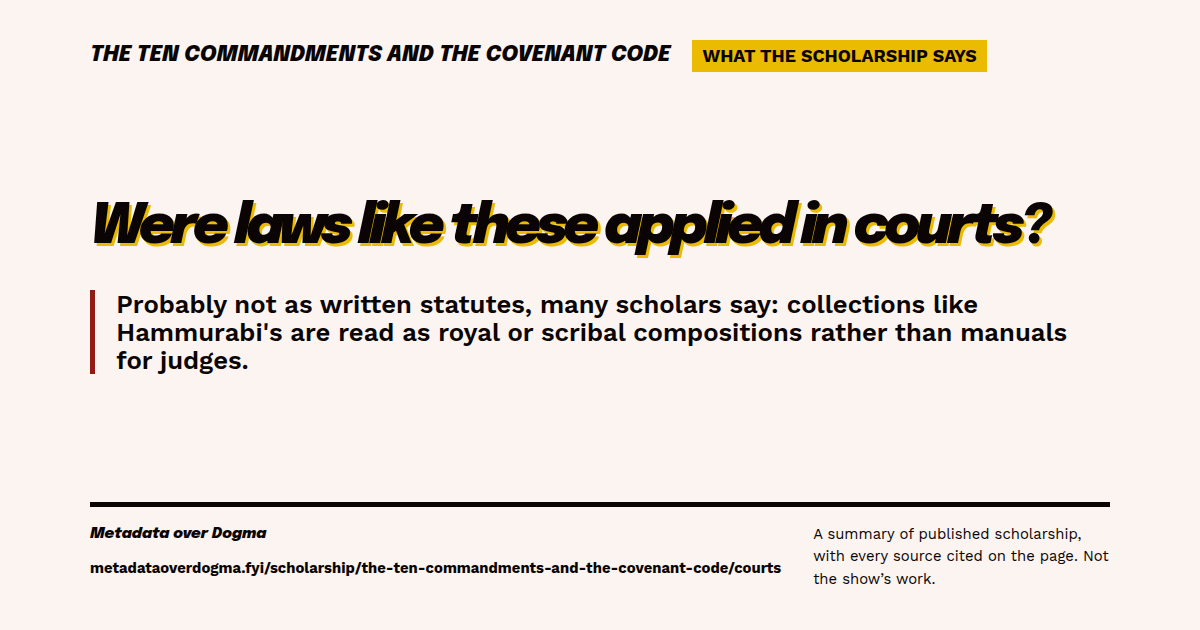 THE TEN COMMANDMENTS AND THE COVENANT CODE
WHAT THE SCHOLARSHIP SAYS
Were laws like these applied in courts?
Probably not as written statutes, many scholars say: collections like
Hammurabi's are read as royal or scribal compositions rather than manuals
for judges.
Metadata over Dogma
metadataoverdogma.fyi/scholarship/the-ten-commandments-and-the-covenant-code/courts
A summary of published scholarship,
with every source cited on the page. Not
the show’s work.